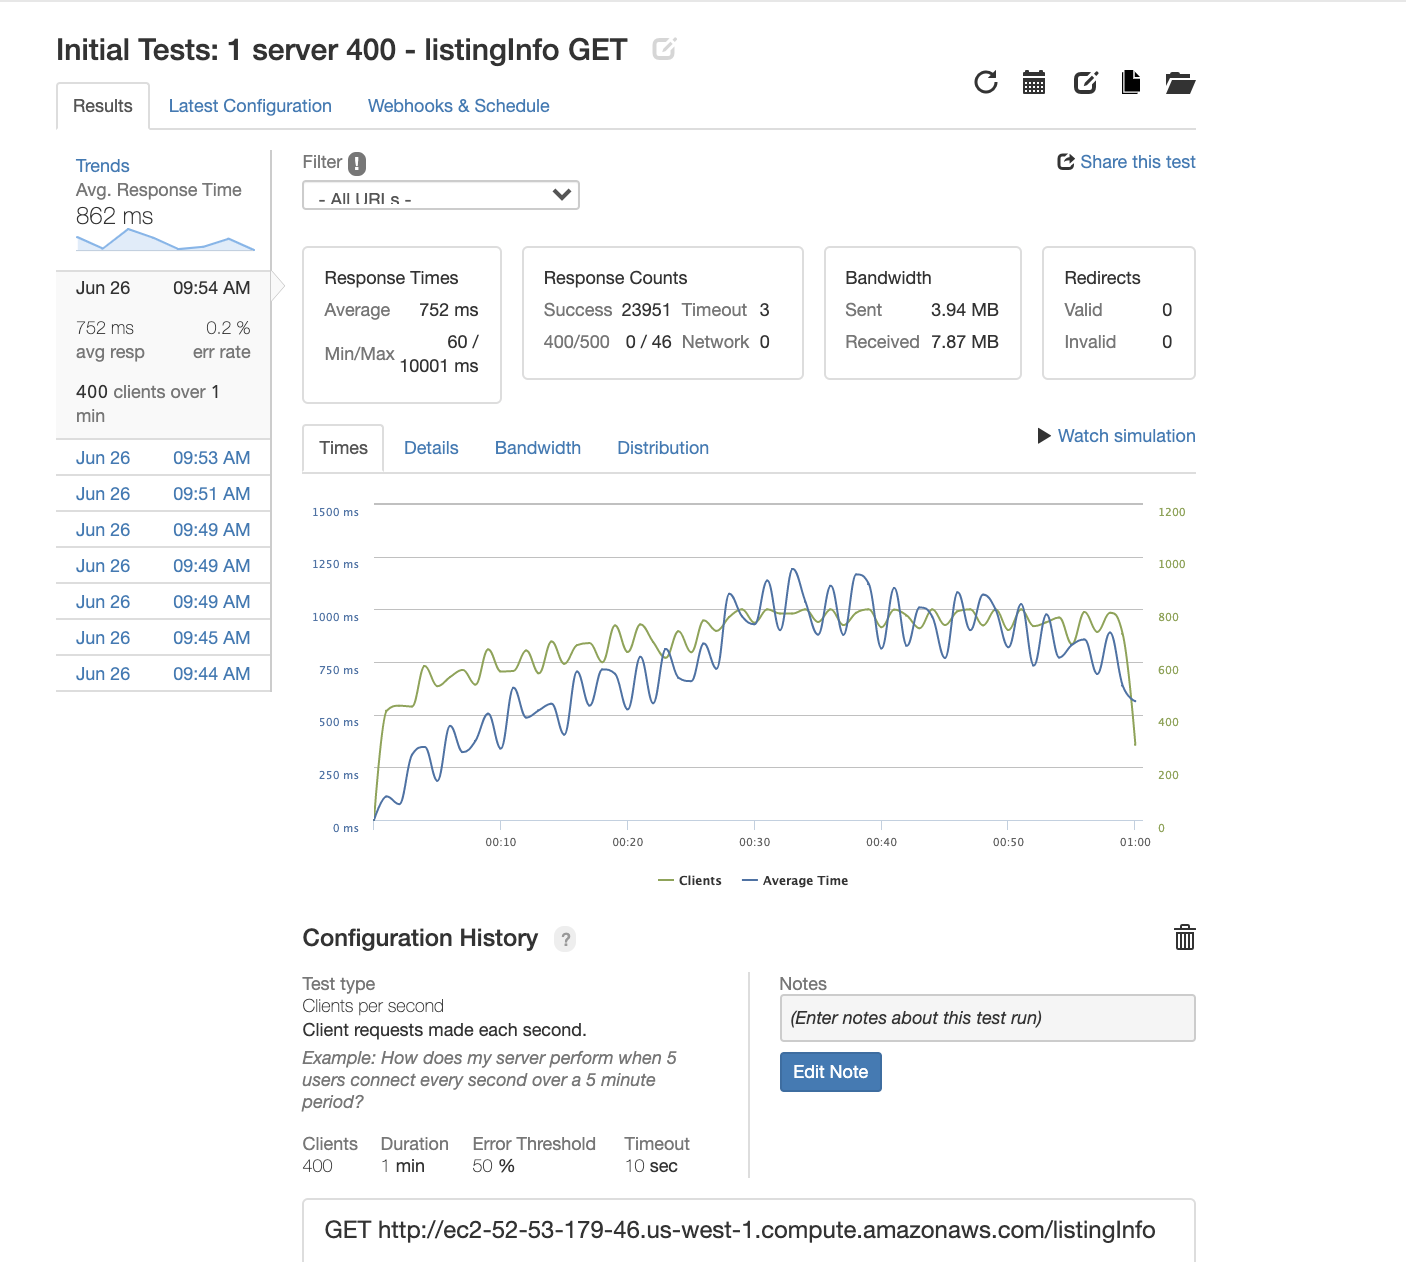 Initial Tests: 1 server 400 - listingInfo GET
Results Latest Configuration Webhooks & Schedule
Trends
Avg. Response Time
862 ms
Jun 26 09:54 AM
752 ms 0.2 %
avg resp err rate
400 clients over 1
min
Jun 26 09:53 AM
Jun 26 09:51 AM
Jun 26 09:49 AM
Jun 26 09:49 AM
Jun 26 09:49 AM
Jun 26 09:45 AM
Jun 26 09:44 AM
Filter !
Share this test
- All URLs -
Response Times
Average 752 ms
Min/Max 60 /
10001 ms
Response Counts
Success 23951 Timeout 3
400/500 0 / 46 Network 0
Bandwidth
Sent 3.94 MB
Received 7.87 MB
Redirects
Valid 0
Invalid 0
Times Details Bandwidth Distribution
Watch simulation
1500 ms 1200
1250 ms 1000
1000 ms 800
750 ms 600
500 ms 400
250 ms 200
0 ms 0
00:10 00:20 00:30 00:40 00:50 01:00
Clients Average Time
Configuration History ?
Test type
Clients per second
Client requests made each second.
Example: How does my server perform when 5
users connect every second over a 5 minute
period?
Clients Duration Error Threshold Timeout
400 1 min 50 % 10 sec
Notes
(Enter notes about this test run)
Edit Note
GET http://ec2-52-53-179-46.us-west-1.compute.amazonaws.com/listingInfo